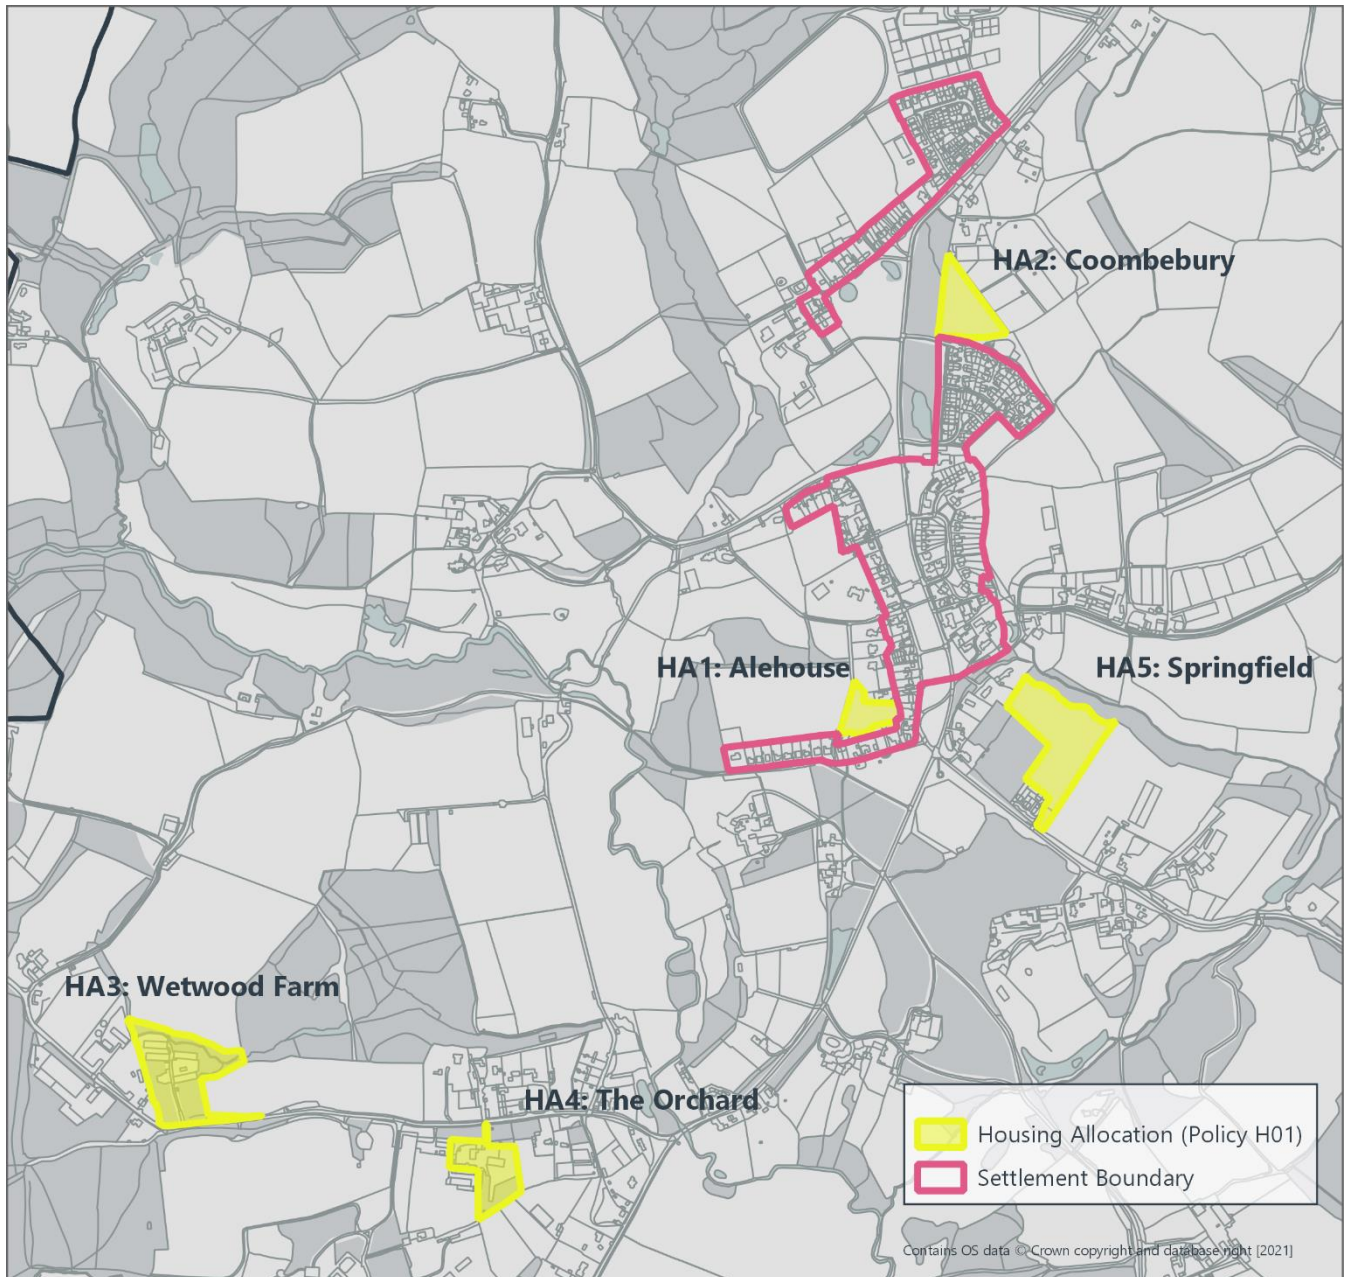 HA2: Coombebury
HA1: Alehouse
HA5: Springfield
HA3: Wetwood Farm
HA4: The Orchard
Housing Allocation (Policy H01)
Settlement Boundary
Contains OS data © Crown copyright and database right [2021]